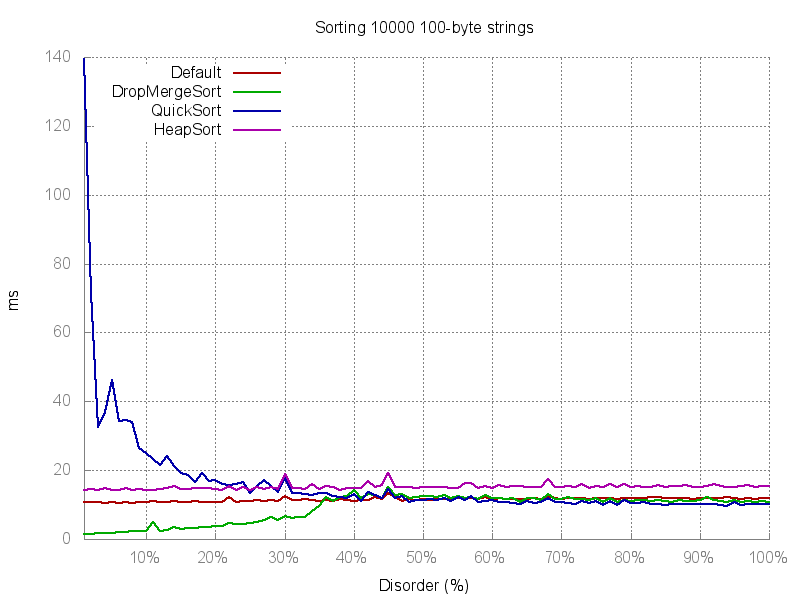 Sorting 10000 100-byte strings
140
120
100
80
60
40
20
0
ms
Default
DropMergeSort
QuickSort
HeapSort
10% 20% 30% 40% 50% 60% 70% 80% 90% 100%
Disorder (%)